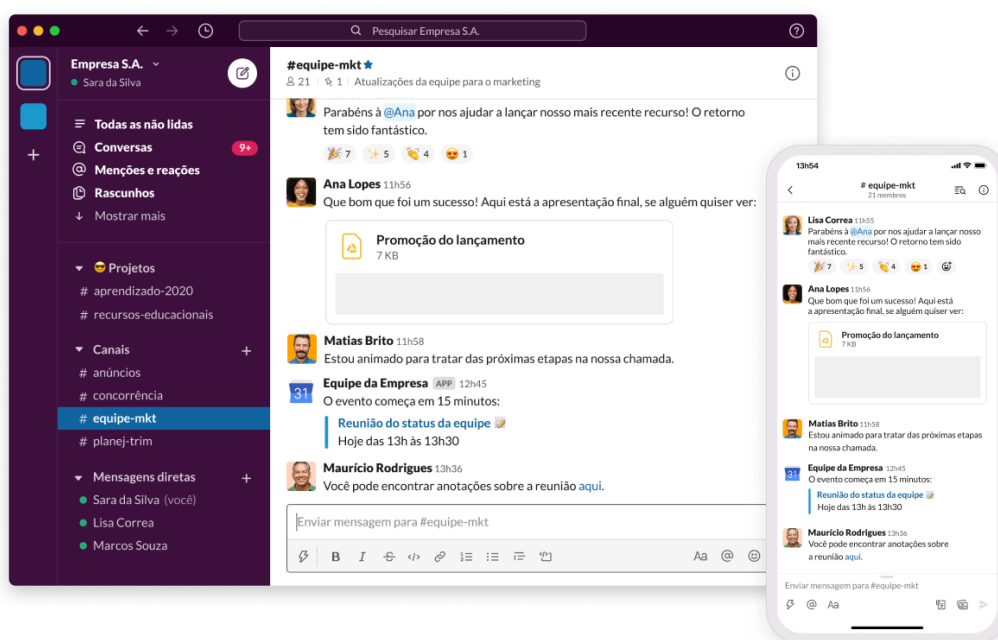 Pesquisar Empresa S.A.
Empresa S.A.
Sara da Silva
Todas as não lidas
Conversas 9+
Menções e reações
Rascunhos
Mostrar mais
Projetos
# aprendizado-2020
# recursos-educacionais
Canais +
# anúncios
# concorrência
# equipe-mkt
# planej-trim
Mensagens diretas +
Sara da Silva (você)
Lisa Correa
Marcos Souza
#equipe-mkt
21 | 1 | Atualizações da equipe para o marketing
Parabéns à @Ana por nos ajudar a lançar nosso mais recente recurso! O retorno
tem sido fantástico.
7 5 4 1
Ana Lopes 11h56
Que bom que foi um sucesso! Aqui está a apresentação final, se alguém quiser ver:
Promoção do lançamento
7 KB
Matias Brito 11h58
Estou animado para tratar das próximas etapas na nossa chamada.
Equipe da Empresa APP 12h45
31
O evento começa em 15 minutos:
Reunião do status da equipe
Hoje das 13h às 13h30
Maurício Rodrigues 13h36
Você pode encontrar anotações sobre a reunião aqui.
Enviar mensagem para #equipe-mkt
B I S </> Aa @
13h54
# equipe-mkt
21 membros
Lisa Correa 11h55
Parabéns à @Ana por nos ajudar a lançar nosso
mais recente recurso! O retorno tem sido
fantástico.
7 5 4 1
Ana Lopes 11h56
Que bom que foi um sucesso! Aqui está
a apresentação final, se alguém quiser ver:
Promoção do lançamento
7 KB
Matias Brito 11h58
Estou animado para tratar das próximas etapas
na nossa chamada.
Equipe da Empresa 12h45
31
O evento começa em 15 minutos:
Reunião do status da equipe
Hoje das 13h às 13h30
Maurício Rodrigues 13h36
Você pode encontrar anotações sobre
a reunião aqui.
Enviar mensagem para #equipe-mkt
@ Aa